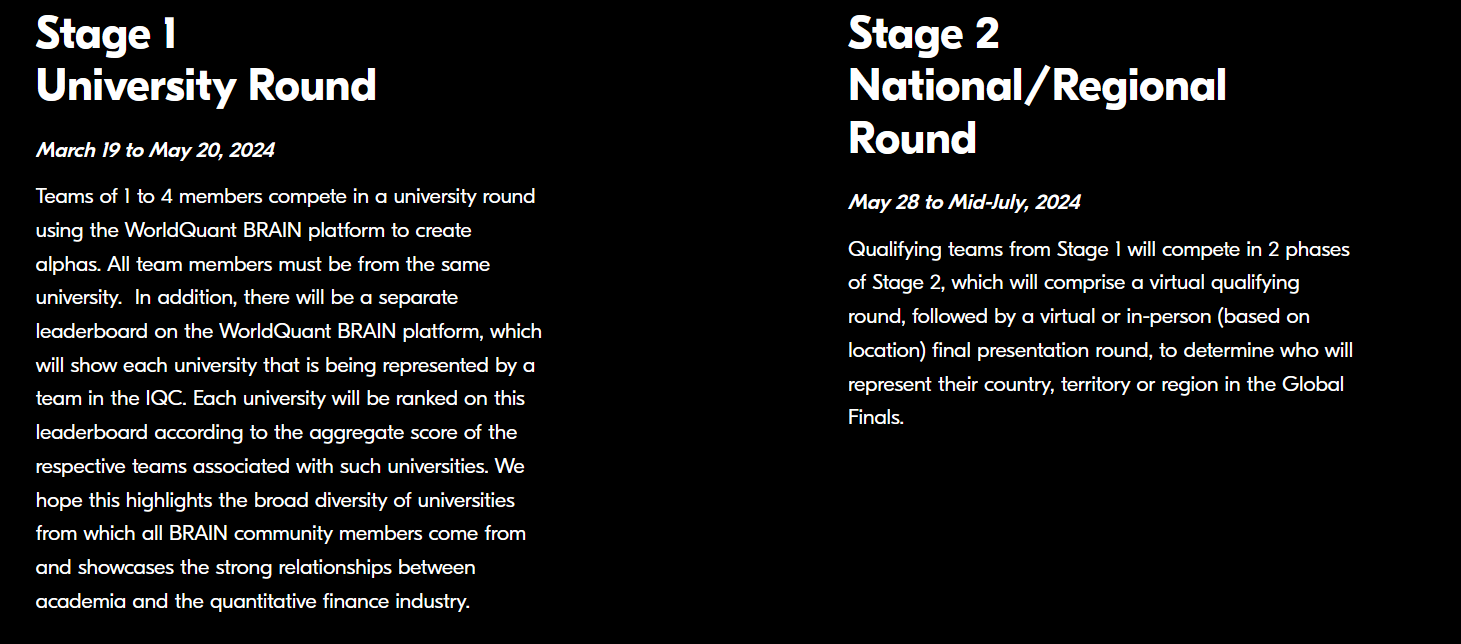 Stage 1
University Round
March 19 to May 20, 2024
Teams of 1 to 4 members compete in a university round
using the WorldQuant BRAIN platform to create
alphas. All team members must be from the same
university.  In addition, there will be a separate
leaderboard on the WorldQuant BRAIN platform, which
will show each university that is being represented by a
team in the IQC. Each university will be ranked on this
leaderboard according to the aggregate score of the
respective teams associated with such universities. We
hope this highlights the broad diversity of universities
from which all BRAIN community members come from
and showcases the strong relationships between
academia and the quantitative finance industry.
Stage 2
National/Regional
Round
May 28 to Mid-July, 2024
Qualifying teams from Stage 1 will compete in 2 phases
of Stage 2, which will comprise a virtual qualifying
round, followed by a virtual or in-person (based on
location) final presentation round, to determine who will
represent their country, territory or region in the Global
Finals.